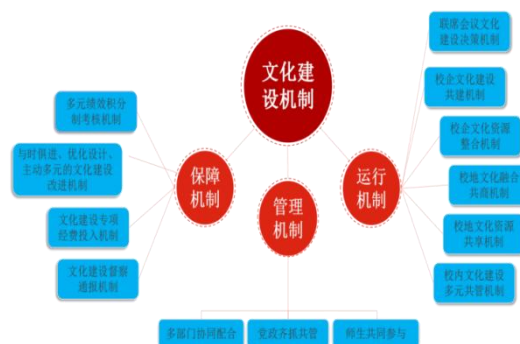 文化建
设机制
保障
机制
管理
机制
运行
机制
多元绩效积分
制考核机制
与时俱进、优化设计、
主动多元的文化建设
改进机制
文化建设专项
经费投入机制
文化建设督察
通报机制
多部门协同配合
党政齐抓共管
师生共同参与
联席会议文化
建设决策机制
校企文化建设
共建机制
校企文化资源
整合机制
校地文化融合
共商机制
校地文化资源
共享机制
校内文化建设
多元共管机制